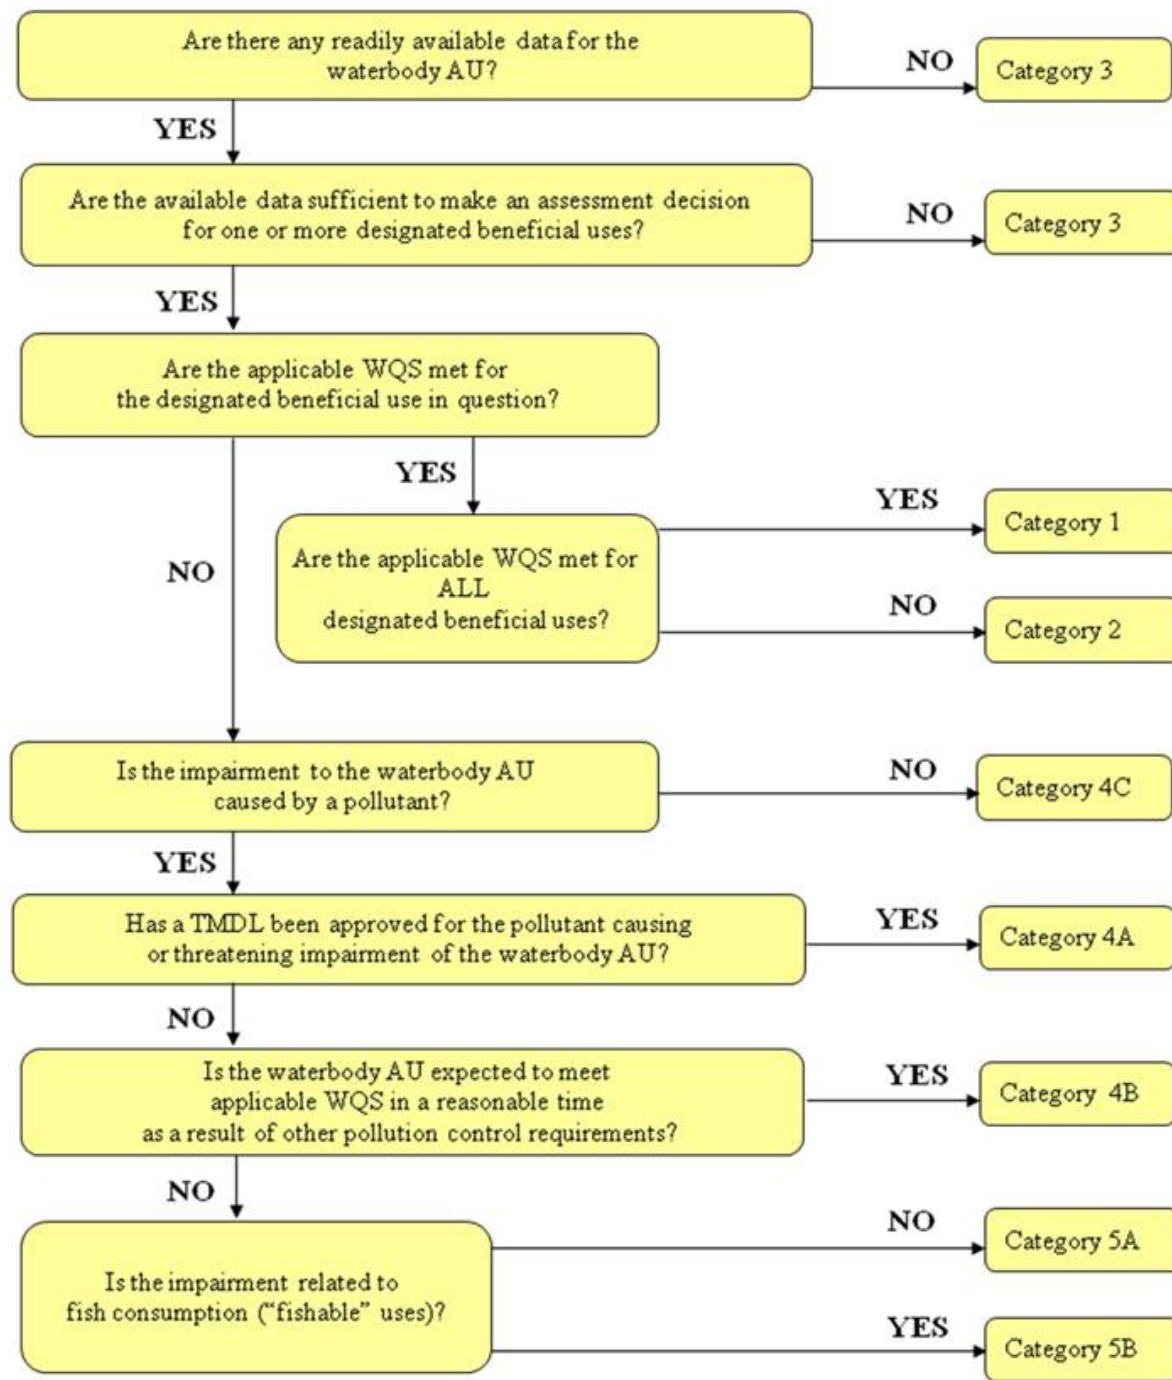 Are there any readily available data for the
waterbody AU?
NO
Category 3
YES
Are the available data sufficient to make an assessment decision
for one or more designated beneficial uses?
NO
Category 3
YES
Are the applicable WQS met for
the designated beneficial use in question?
YES
NO
Are the applicable WQS met for
ALL
designated beneficial uses?
YES
Category 1
NO
Category 2
Is the impairment to the waterbody AU
caused by a pollutant?
NO
Category 4C
YES
Has a TMDL been approved for the pollutant causing
or threatening impairment of the waterbody AU?
YES
Category 4A
NO
Is the waterbody AU expected to meet
applicable WQS in a reasonable time
as a result of other pollution control requirements?
YES
Category 4B
NO
Is the impairment related to
fish consumption (“fishable” uses)?
NO
Category 5A
YES
Category 5B